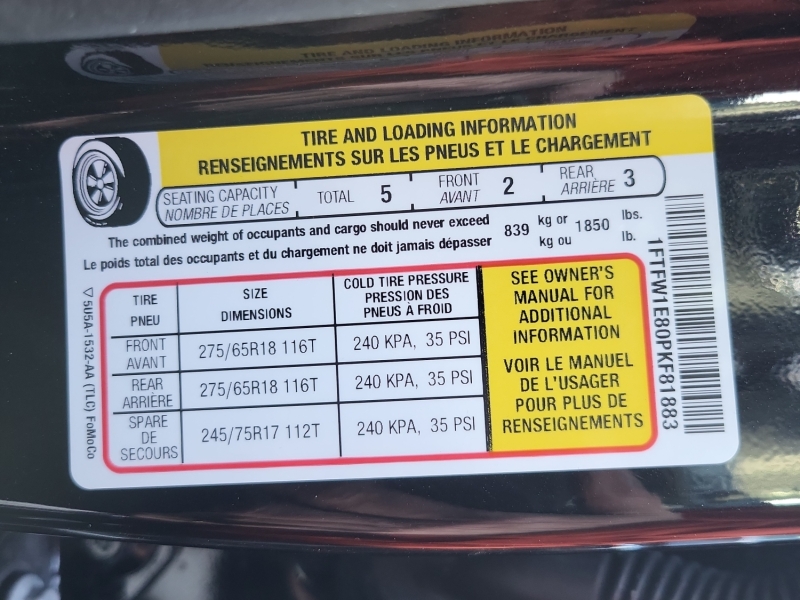 TIRE AND LOADING INFORMATION
RENSEIGNEMENTS SUR LES PNEUS ET LE CHARGEMENT
SEATING CAPACITY
NOMBRE DE PLACES
TOTAL 5
FRONT
AVANT 2
REAR
ARRIÈRE 3
The combined weight of occupants and cargo should never exceed 839 kg or 1850 lbs.
Le poids total des occupants et du chargement ne doit jamais dépasser kg ou lb.
TIRE
PNEU
SIZE
DIMENSIONS
COLD TIRE PRESSURE
PRESSION DES
PNEUS À FROID
FRONT
AVANT
275/65R18 116T
240 KPA, 35 PSI
REAR
ARRIÈRE
275/65R18 116T
240 KPA, 35 PSI
SPARE
DE
SECOURS
245/75R17 112T
240 KPA, 35 PSI
SEE OWNER'S
MANUAL FOR
ADDITIONAL
INFORMATION
VOIR LE MANUEL
DE L'USAGER
POUR PLUS DE
RENSEIGNEMENTS
5U5A-1532-AA (TLC) FoMoCo
1FTFW1E80PKF81883